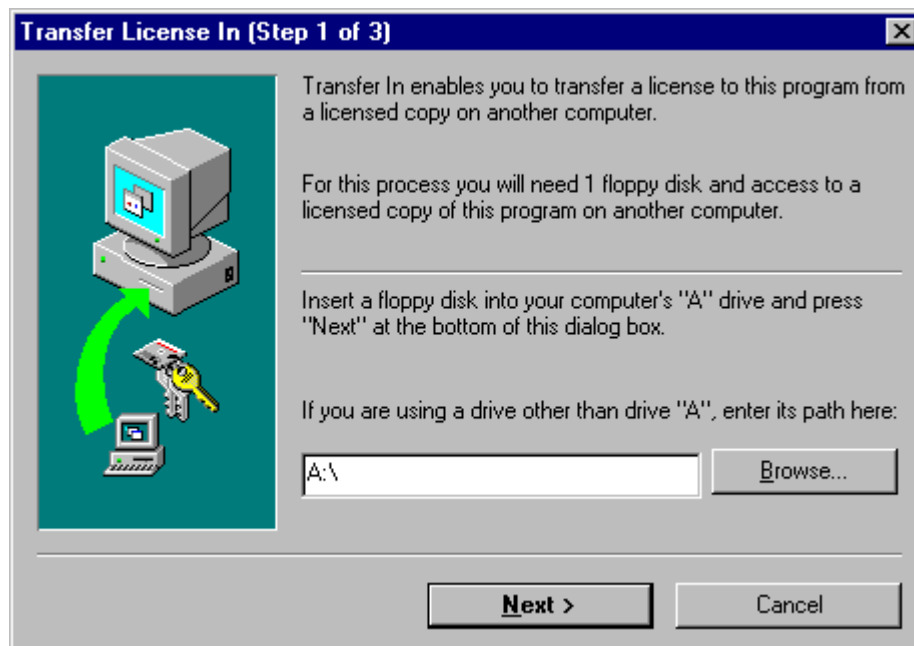 Transfer License In (Step 1 of 3)
Transfer In enables you to transfer a license to this program from
a licensed copy on another computer.
For this process you will need 1 floppy disk and access to a
licensed copy of this program on another computer.
Insert a floppy disk into your computer's "A" drive and press
"Next" at the bottom of this dialog box.
If you are using a drive other than drive "A", enter its path here:
A:\
Browse...
Next >
Cancel